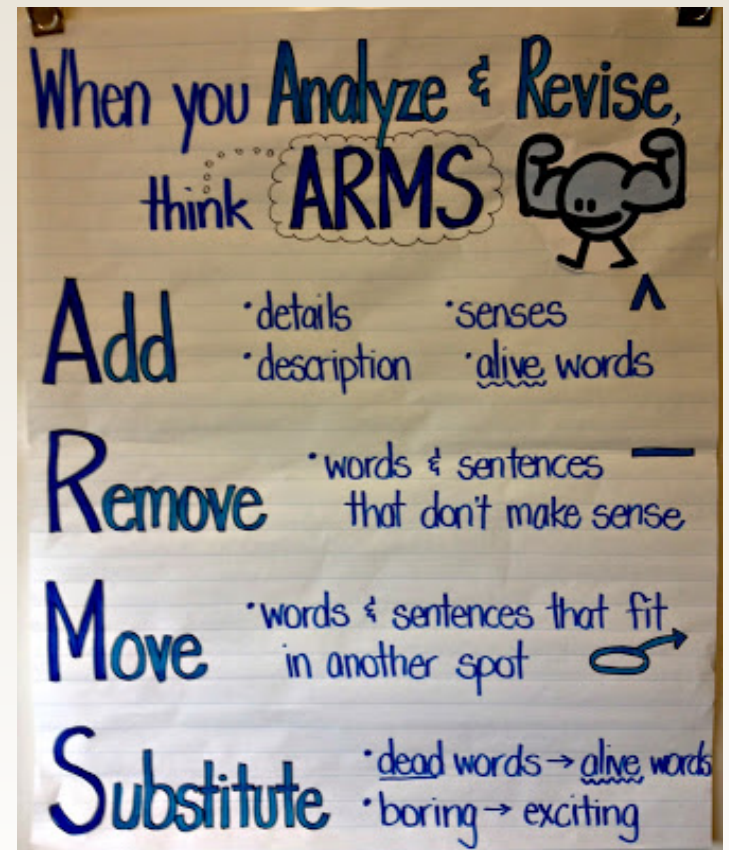 When you Analyze & Revise,
think ARMS
Add
• details • senses
• description • alive words
Remove
• words & sentences
that don't make sense
Move
• words & sentences that fit
in another spot
Substitute
• dead words → alive words
• boring → exciting